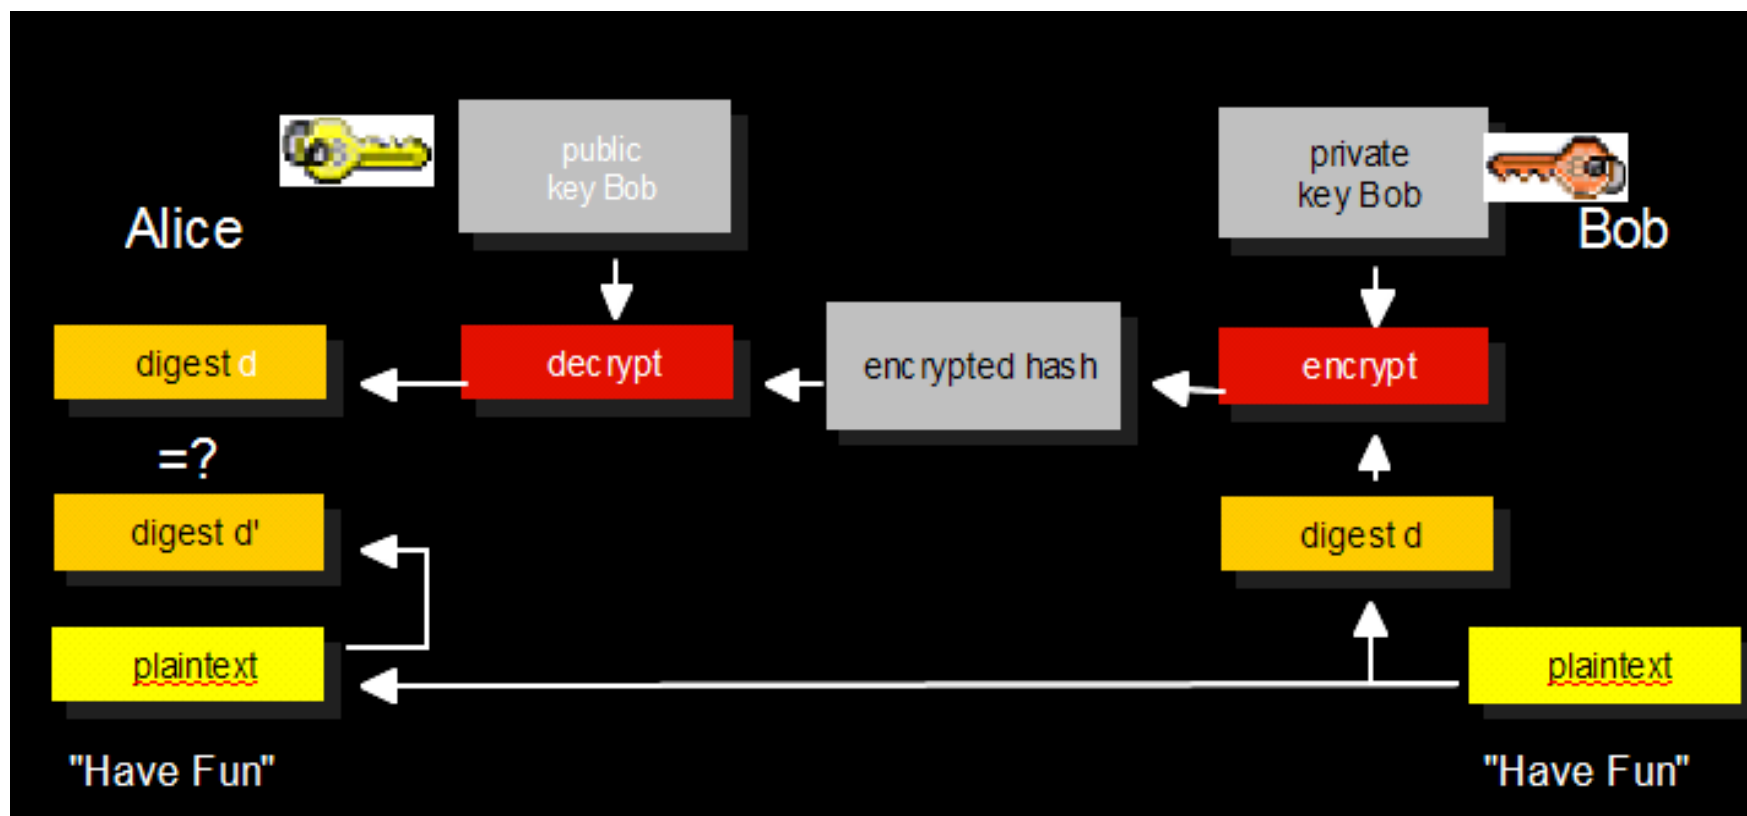 public
key Bob
private
key Bob
Alice
Bob
digest d
decrypt
encrypted hash
encrypt
=?
digest d'
digest d
plaintext
plaintext
"Have Fun"
"Have Fun"